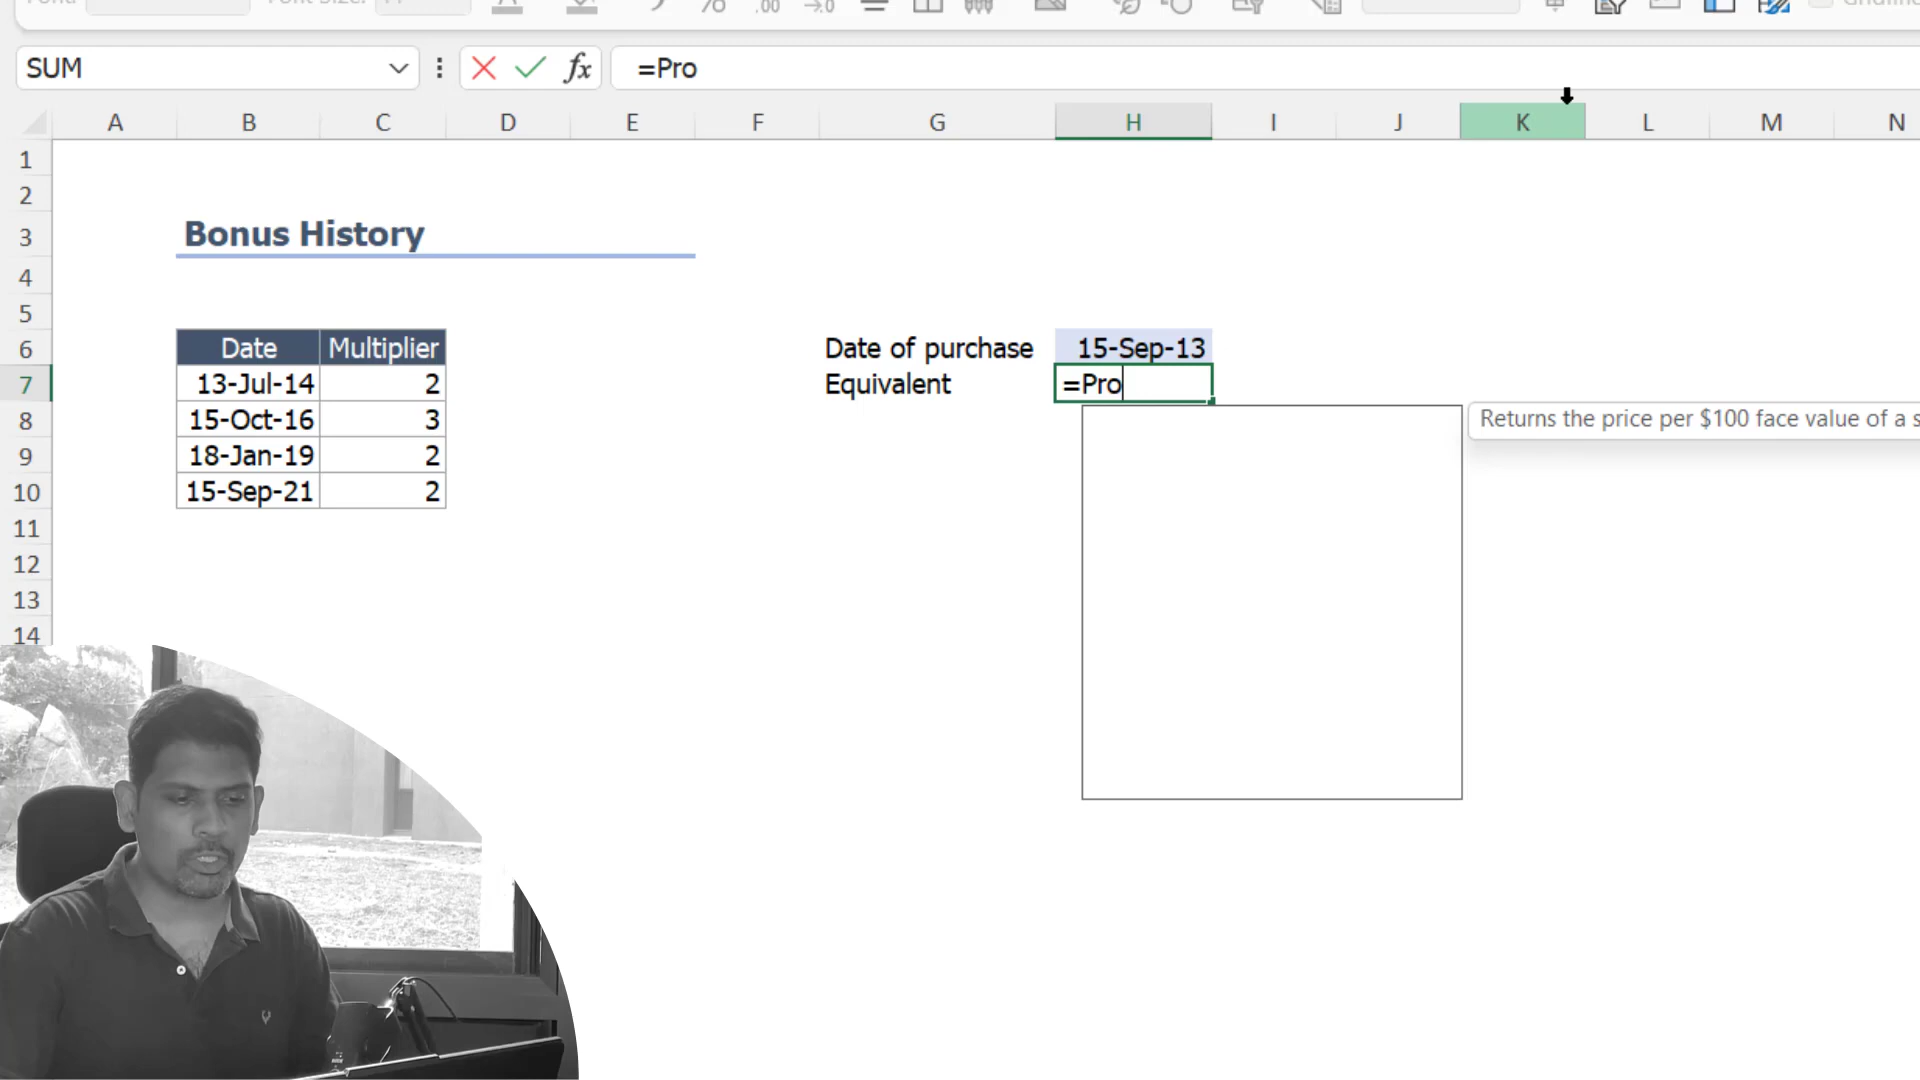 SUM
fx
=Pro
A B C D E F G H I J K L M N
1
2
3 Bonus History
4
5
6 Date Multiplier Date of purchase 15-Sep-13
7 13-Jul-14 2 Equivalent =Pro
8 15-Oct-16 3 Returns the price per $100 face value of a s
9 18-Jan-19 2
10 15-Sep-21 2
11
12
13
14